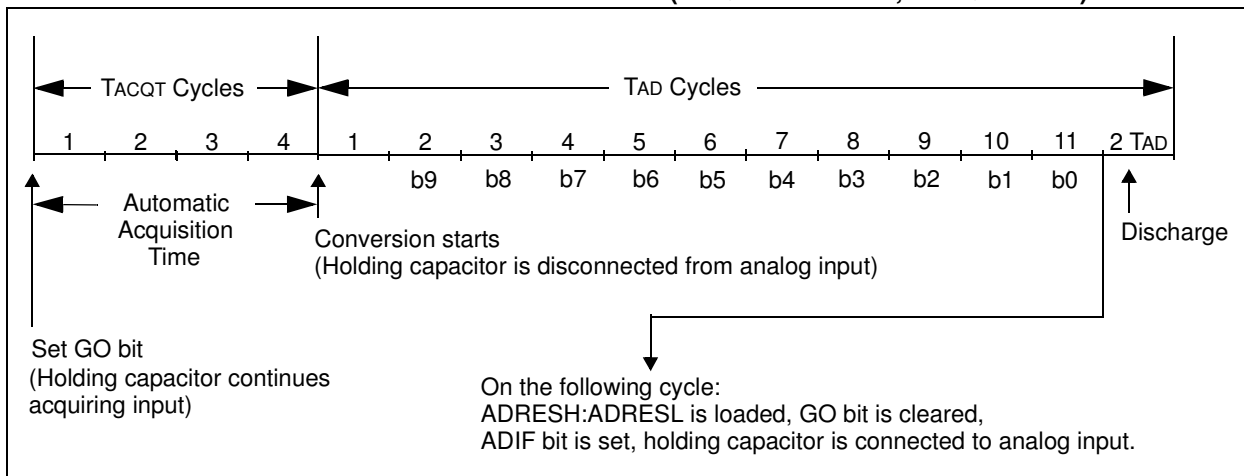 TACQT Cycles
TAD Cycles
1 2 3 4 1 2 3 4 5 6 7 8 9 10 11 2 TAD
b9 b8 b7 b6 b5 b4 b3 b2 b1 b0
Automatic
Acquisition
Time
Conversion starts
(Holding capacitor is disconnected from analog input)
Discharge
Set GO bit
(Holding capacitor continues
acquiring input)
On the following cycle:
ADRESH:ADRESL is loaded, GO bit is cleared,
ADIF bit is set, holding capacitor is connected to analog input.